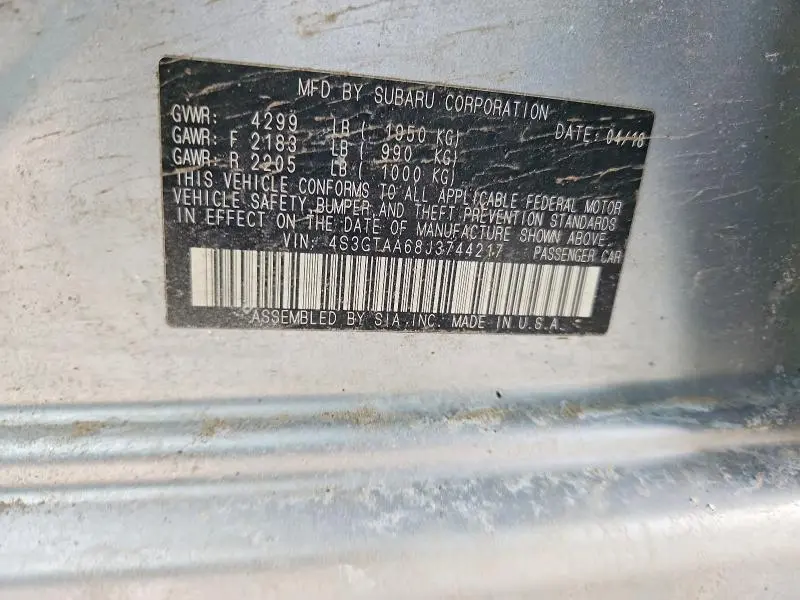 MFD BY SUBARU CORPORATION
GVWR: 4299 LB ( 1950 KG) DATE: 04/18
GAWR: F 2183 LB ( 990 KG)
GAWR: R 2205 LB ( 1000 KG)
THIS VEHICLE CONFORMS TO ALL APPLICABLE FEDERAL MOTOR
VEHICLE SAFETY, BUMPER AND THEFT PREVENTION STANDARDS
IN EFFECT ON THE DATE OF MANUFACTURE SHOWN ABOVE.
VIN: 4S3GTAA68J3744217 PASSENGER CAR
ASSEMBLED BY SIA,INC. MADE IN U.S.A.